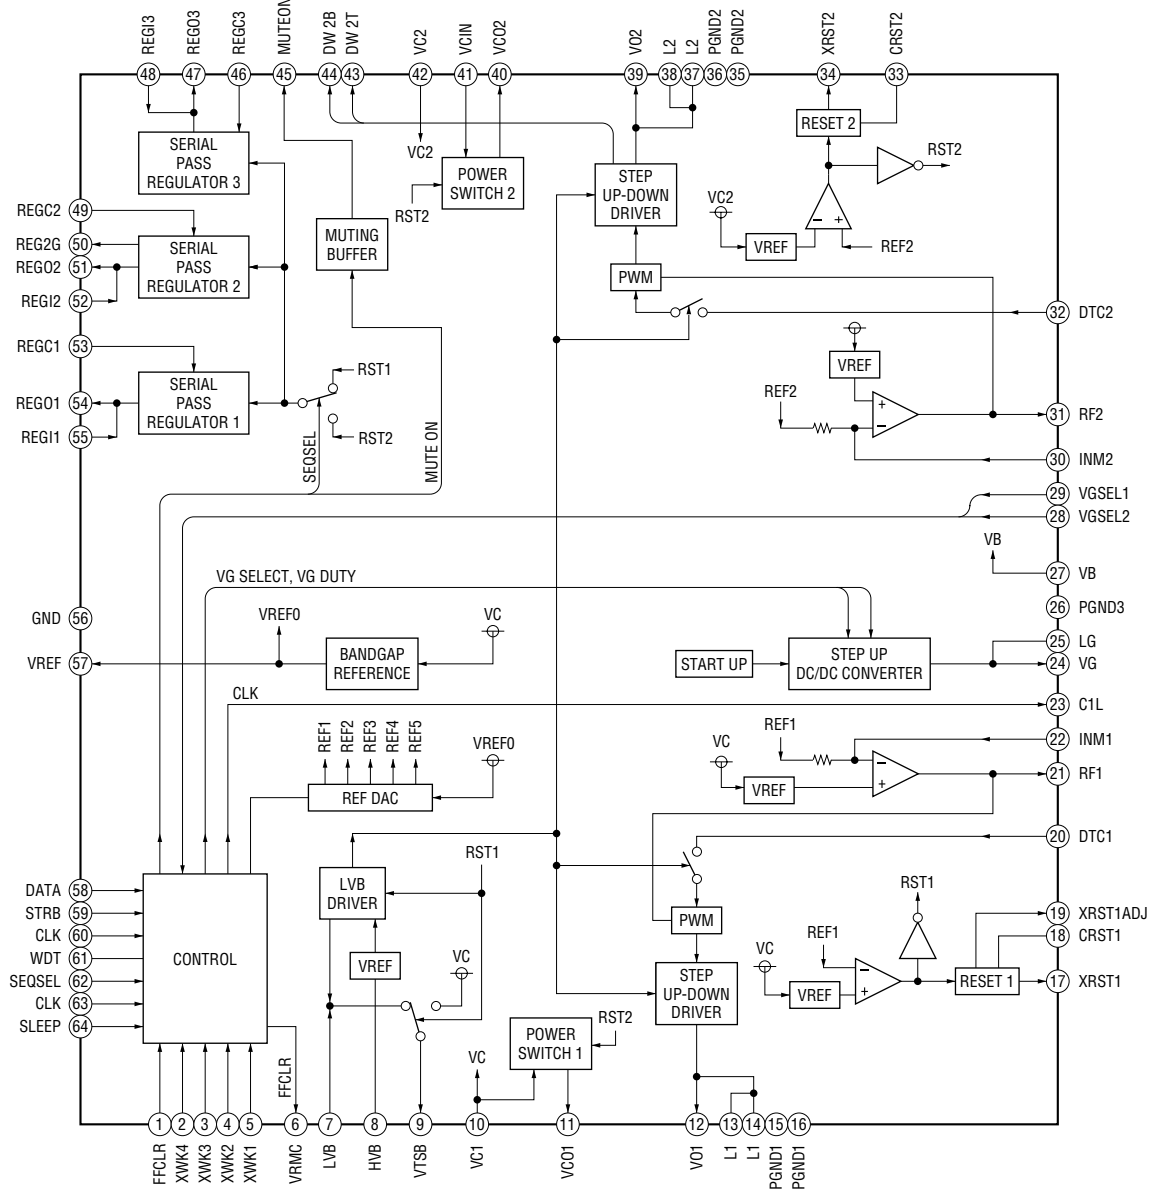 REGI3
REGO3
REGC3
MUTEON
DW 2B
DW 2T
VC2
VCIN
VCO2
VO2
L2
L2
PGND2
PGND2
XRST2
CRST2
48
47
46
45
44
43
42
41
40
39
38
37
36
35
34
33
SERIAL
PASS
REGULATOR 3
VC2
POWER
SWITCH 2
RST2
STEP
UP-DOWN
DRIVER
RESET 2
RST2
VC2
VREF
REF2
REGC2
49
REG2G
50
REGO2
51
REGI2
52
SERIAL
PASS
REGULATOR 2
MUTING
BUFFER
PWM
32
DTC2
REGC1
53
REGO1
54
REGI1
55
SERIAL
PASS
REGULATOR 1
RST1
RST2
SEQSEL
MUTE ON
VREF
REF2
31
RF2
30
INM2
29
VGSEL1
28
VGSEL2
VB
27
VB
26
PGND3
VG SELECT, VG DUTY
GND
56
VREF
57
VREF0
BANDGAP
REFERENCE
VC
START UP
STEP UP
DC/DC CONVERTER
25
LG
24
VG
CLK
23
C1L
REF1
REF2
REF3
REF4
REF5
REF DAC
VREF0
REF1
VC
VREF
22
INM1
21
RF1
20
DTC1
DATA
58
STRB
59
CLK
60
WDT
61
SEQSEL
62
CLK
63
SLEEP
64
CONTROL
LVB
DRIVER
RST1
VREF
VC
PWM
STEP
UP-DOWN
DRIVER
RST1
REF1
VC
VREF
RESET 1
19
XRST1ADJ
18
CRST1
17
XRST1
POWER
SWITCH 1
RST2
VC
FFCLR
1
2
3
4
5
6
7
8
9
10
11
12
13
14
15
16
FFCLR
XWK4
XWK3
XWK2
XWK1
VRMC
LVB
HVB
VTSB
VC1
VCO1
VO1
L1
L1
PGND1
PGND1